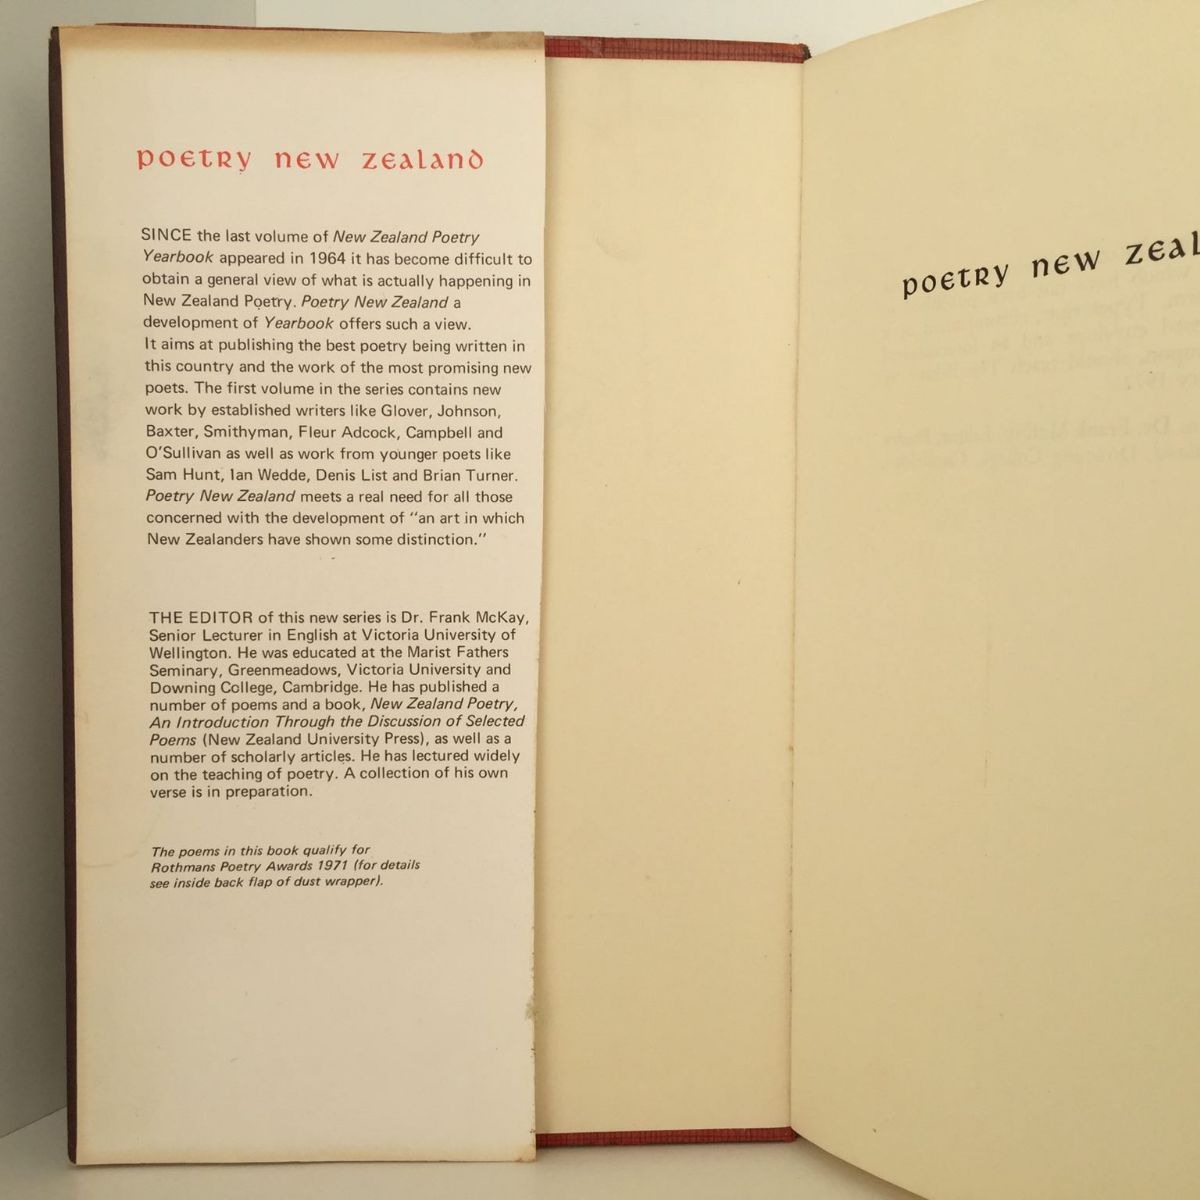 poetry new zealand
SINCE the last volume of New Zealand Poetry
Yearbook appeared in 1964 it has become difficult to
obtain a general view of what is actually happening in
New Zealand Poetry. Poetry New Zealand a
development of Yearbook offers such a view.
It aims at publishing the best poetry being written in
this country and the work of the most promising new
poets. The first volume in the series contains new
work by established writers like Glover, Johnson,
Baxter, Smithyman, Fleur Adcock, Campbell and
O'Sullivan as well as work from younger poets like
Sam Hunt, Ian Wedde, Denis List and Brian Turner.
Poetry New Zealand meets a real need for all those
concerned with the development of "an art in which
New Zealanders have shown some distinction."
THE EDITOR of this new series is Dr. Frank McKay,
Senior Lecturer in English at Victoria University of
Wellington. He was educated at the Marist Fathers
Seminary, Greenmeadows, Victoria University and
Downing College, Cambridge. He has published a
number of poems and a book, New Zealand Poetry,
An Introduction Through the Discussion of Selected
Poems (New Zealand University Press), as well as a
number of scholarly articles. He has lectured widely
on the teaching of poetry. A collection of his own
verse is in preparation.
The poems in this book qualify for
Rothmans Poetry Awards 1971 (for details
see inside back flap of dust wrapper).
poetry new zeal